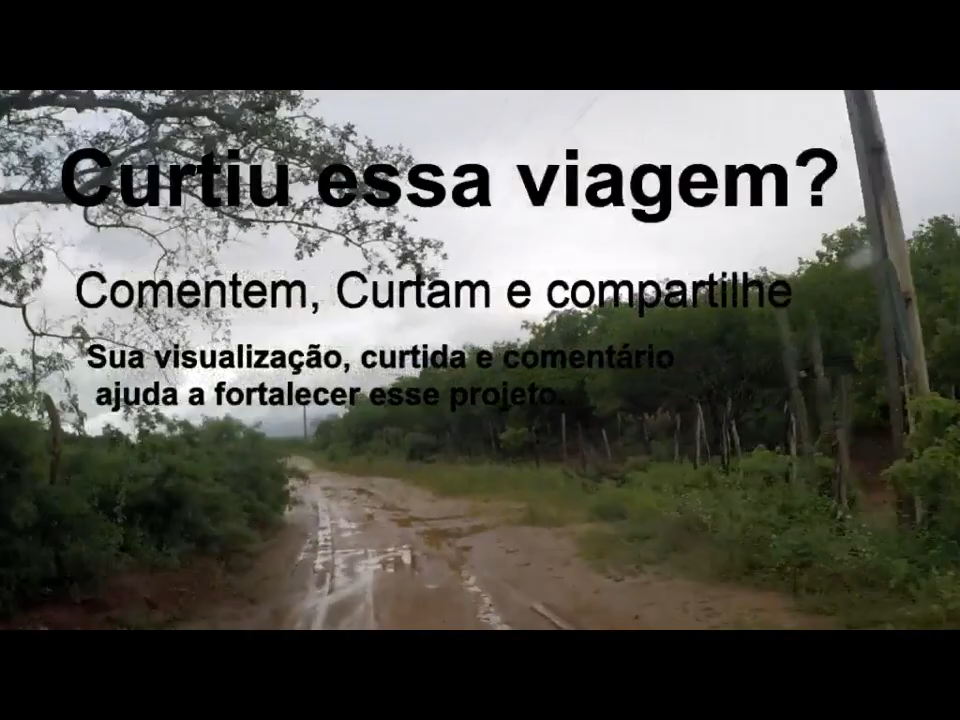 Curtiu essa viagem?
Comentem, Curtam e compartilhe
Sua visualização, curtida e comentário
ajuda a fortalecer esse projeto.